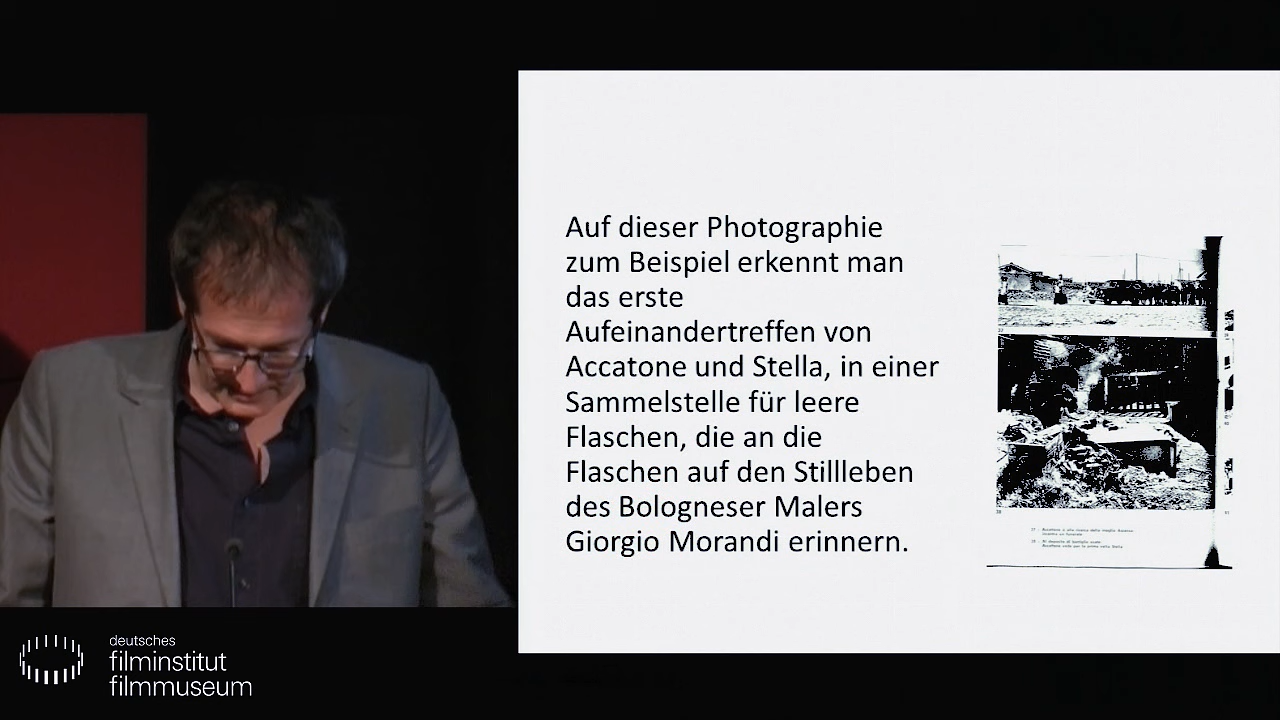 Auf dieser Photographie
zum Beispiel erkennt man
das erste
Aufeinandertreffen von
Accatone und Stella, in einer
Sammelstelle für leere
Flaschen, die an die
Flaschen auf den Stillleben
des Bologneser Malers
Giorgio Morandi erinnern.
deutsches
filminstitut
filmmuseum